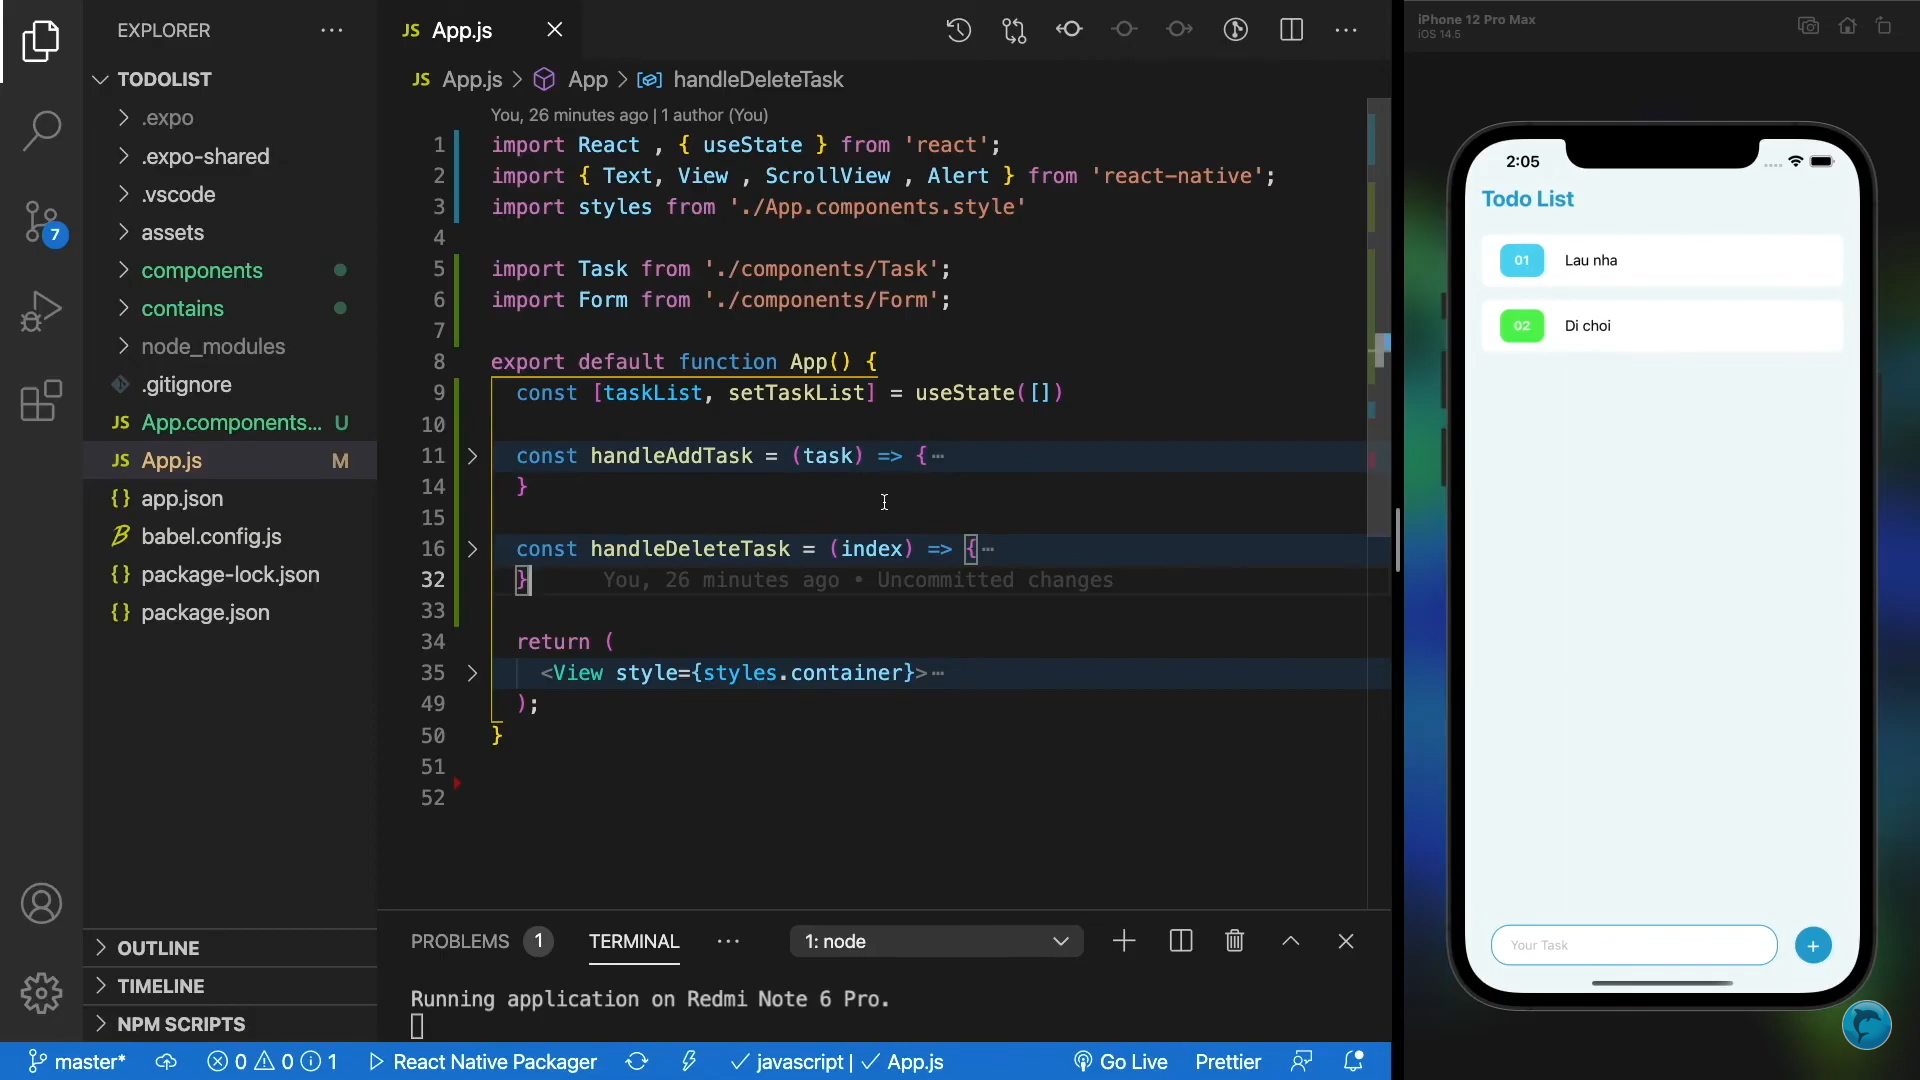 EXPLORER
TODOLIST
.expo
.expo-shared
.vscode
assets
components
contains
node_modules
.gitignore
JS App.components... U
JS App.js M
{} app.json
babel.config.js
{} package-lock.json
{} package.json
OUTLINE
TIMELINE
NPM SCRIPTS
7
JS App.js
JS App.js > App > handleDeleteTask
You, 26 minutes ago | 1 author (You)
1 import React , { useState } from 'react';
2 import { Text, View , ScrollView , Alert } from 'react-native';
3 import styles from './App.components.style'
4
5 import Task from './components/Task';
6 import Form from './components/Form';
7
8 export default function App() {
9 const [taskList, setTaskList] = useState([])
10
11 const handleAddTask = (task) => {…
14 }
15
16 const handleDeleteTask = (index) => {…
32 } You, 26 minutes ago • Uncommitted changes
33
34 return (
35 <View style={styles.container}>…
49 );
50 }
51
52
PROBLEMS 1 TERMINAL 1: node
Running application on Redmi Note 6 Pro.
master* 0 0 1 React Native Packager javascript | App.js Go Live Prettier
iPhone 12 Pro Max
iOS 14.5
2:05
Todo List
01 Lau nha
02 Di choi
Your Task +